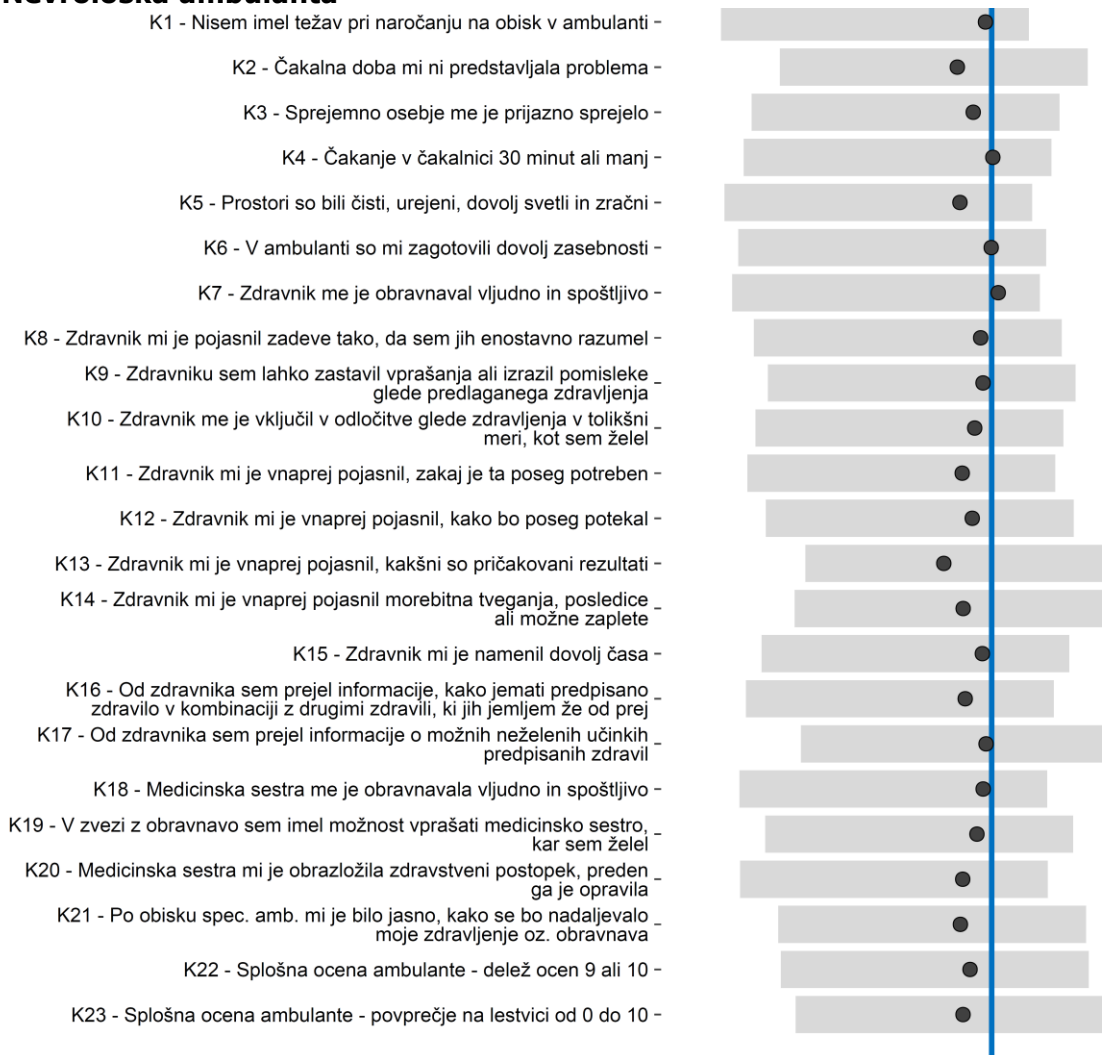 Nevrološka ambulanta
K1 - Nisem imel težav pri naročanju na obisk v ambulanti
K2 - Čakalna doba mi ni predstavljala problema
K3 - Sprejemno osebje me je prijazno sprejelo
K4 - Čakanje v čakalnici 30 minut ali manj
K5 - Prostori so bili čisti, urejeni, dovolj svetli in zračni
K6 - V ambulanti so mi zagotovili dovolj zasebnosti
K7 - Zdravnik me je obravnaval vljudno in spoštljivo
K8 - Zdravnik mi je pojasnil zadeve tako, da sem jih enostavno razumel
K9 - Zdravniku sem lahko zastavil vprašanja ali izrazil pomisleke
glede predlaganega zdravljenja
K10 - Zdravnik me je vključil v odločitve glede zdravljenja v tolikšni
meri, kot sem želel
K11 - Zdravnik mi je vnaprej pojasnil, zakaj je ta poseg potreben
K12 - Zdravnik mi je vnaprej pojasnil, kako bo poseg potekal
K13 - Zdravnik mi je vnaprej pojasnil, kakšni so pričakovani rezultati
K14 - Zdravnik mi je vnaprej pojasnil morebitna tveganja, posledice
ali možne zaplete
K15 - Zdravnik mi je namenil dovolj časa
K16 - Od zdravnika sem prejel informacije, kako jemati predpisano
zdravilo v kombinaciji z drugimi zdravili, ki jih jemljem že od prej
K17 - Od zdravnika sem prejel informacije o možnih neželenih učinkih
predpisanih zdravil
K18 - Medicinska sestra me je obravnavala vljudno in spoštljivo
K19 - V zvezi z obravnavo sem imel možnost vprašati medicinsko sestro,
kar sem želel
K20 - Medicinska sestra mi je obrazložila zdravstveni postopek, preden
ga je opravila
K21 - Po obisku spec. amb. mi je bilo jasno, kako se bo nadaljevalo
moje zdravljenje oz. obravnava
K22 - Splošna ocena ambulante - delež ocen 9 ali 10
K23 - Splošna ocena ambulante - povprečje na lestvici od 0 do 10